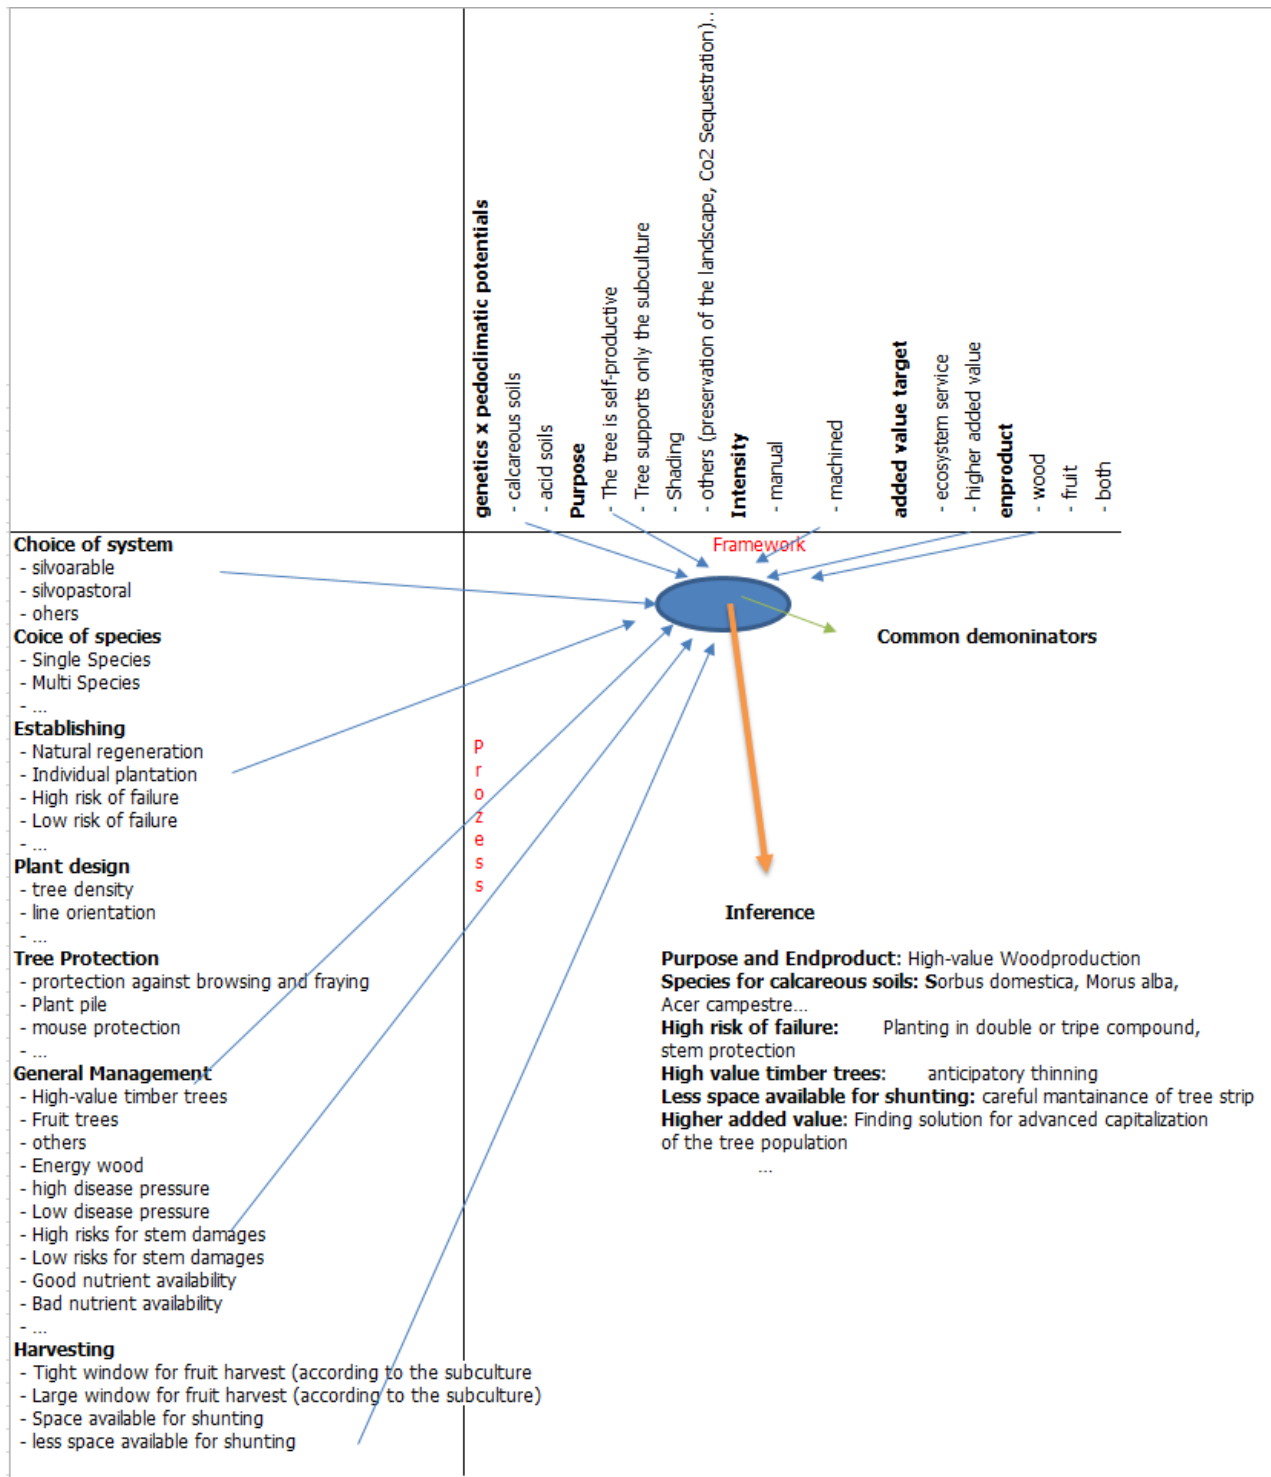 genetics x pedoclimatic potentials
- calcareous soils
- acid soils
Purpose
- The tree is self-productive
- Tree supports only the subculture
- Shading
- others (preservation of the landscape, Co2 Sequestration)..
Intensity
- manual
- machined
added value target
- ecosystem service
- higher added value
enproduct
- wood
- fruit
- both
Framework
Choice of system
- silvoarable
- silvopastoral
- ohers
Coice of species
- Single Species
- Multi Species
- ...
Establishing
- Natural regeneration
- Individual plantation
- High risk of failure
- Low risk of failure
- ...
Plant design
- tree density
- line orientation
- ...
Tree Protection
- prortection against browsing and fraying
- Plant pile
- mouse protection
- ...
General Management
- High-value timber trees
- Fruit trees
- others
- Energy wood
- high disease pressure
- Low disease pressure
- High risks for stem damages
- Low risks for stem damages
- Good nutrient availability
- Bad nutrient availability
- ...
Harvesting
- Tight window for fruit harvest (according to the subculture
- Large window for fruit harvest (according to the subculture)
- Space available for shunting
- less space available for shunting
Prozess
Common demoninators
Inference
Purpose and Endproduct: High-value Woodproduction
Species for calcareous soils: Sorbus domestica, Morus alba,
Acer campestre...
High risk of failure: Planting in double or tripe compound,
stem protection
High value timber trees: anticipatory thinning
Less space available for shunting: careful mantainance of tree strip
Higher added value: Finding solution for advanced capitalization
of the tree population
...